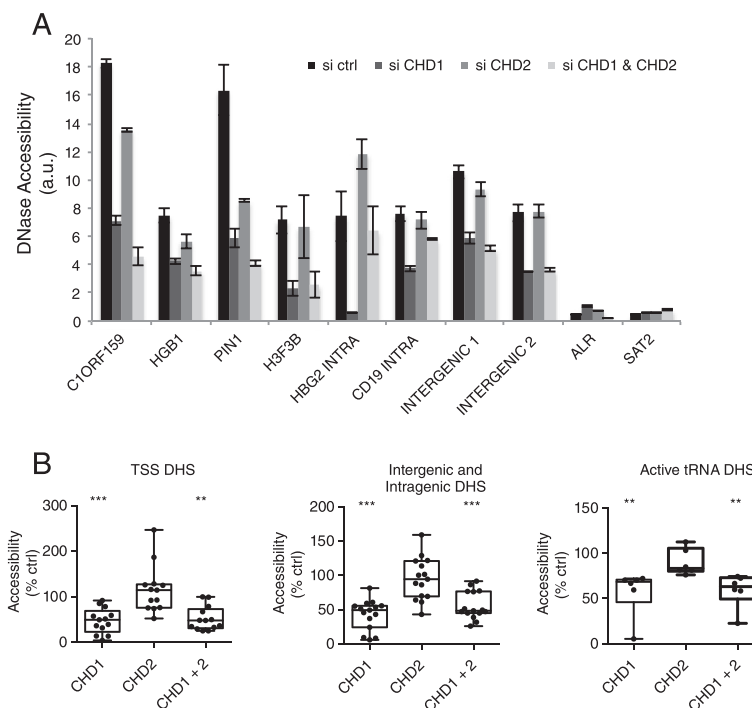 A
20
18
16
14
12
10
8
6
4
2
0
DNase Accessibility
(a.u.)
si ctrl si CHD1 si CHD2 si CHD1 & CHD2
C1ORF159
HGB1
PIN1
H3F3B
HBG2 INTRA
CD19 INTRA
INTERGENIC 1
INTERGENIC 2
ALR
SAT2
B
TSS DHS
300
200
100
0
Accessibility
(% ctrl)
*** **
CHD1
CHD2
CHD1 + 2
Intergenic and
Intragenic DHS
200
150
100
50
0
Accessibility
(% ctrl)
*** ***
CHD1
CHD2
CHD1 + 2
Active tRNA DHS
150
100
50
0
Accessibility
(% ctrl)
** **
CHD1
CHD2
CHD1 + 2